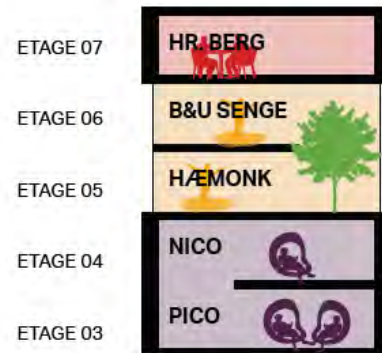 ETAGE 07
HR. BERG
ETAGE 06
B&U SENGE
ETAGE 05
HÆMONK
ETAGE 04
NICO
ETAGE 03
PICO